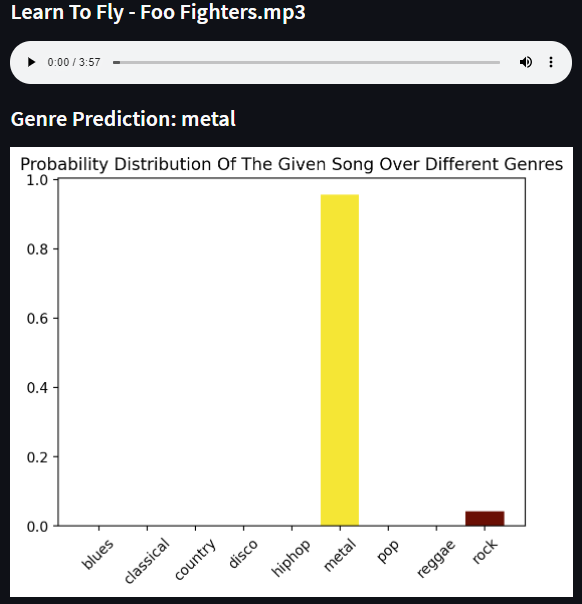 Learn To Fly - Foo Fighters.mp3
0:00 / 3:57
Genre Prediction: metal
Probability Distribution Of The Given Song Over Different Genres
1.0
0.8
0.6
0.4
0.2
0.0
blues classical country disco hiphop metal pop reggae rock